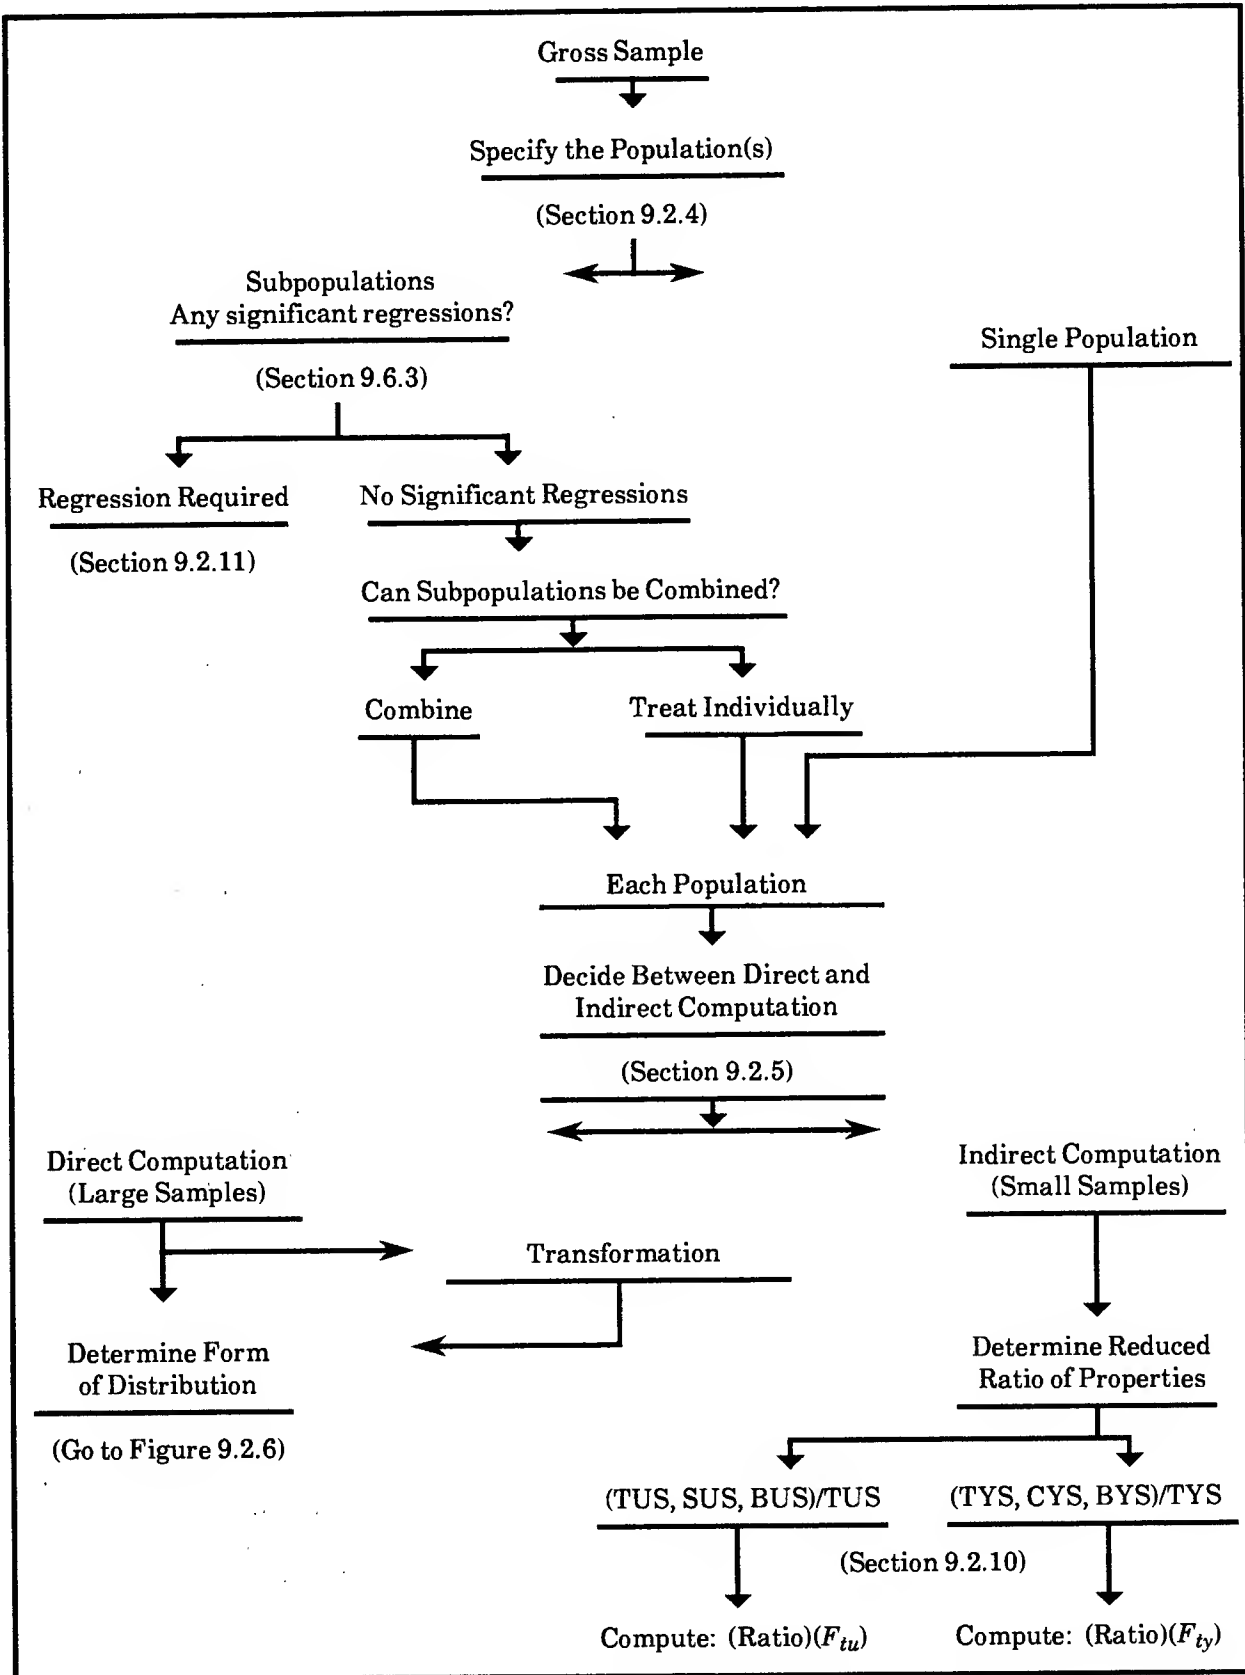 Gross Sample
Specify the Population(s)
(Section 9.2.4)
Subpopulations
Any significant regressions?
(Section 9.6.3)
Single Population
Regression Required
(Section 9.2.11)
No Significant Regressions
Can Subpopulations be Combined?
Combine
Treat Individually
Each Population
Decide Between Direct and
Indirect Computation
(Section 9.2.5)
Direct Computation
(Large Samples)
Indirect Computation
(Small Samples)
Transformation
Determine Form
of Distribution
(Go to Figure 9.2.6)
Determine Reduced
Ratio of Properties
(TUS, SUS, BUS)/TUS
(TYS, CYS, BYS)/TYS
(Section 9.2.10)
Compute: (Ratio)(F_tu)
Compute: (Ratio)(F_ty)